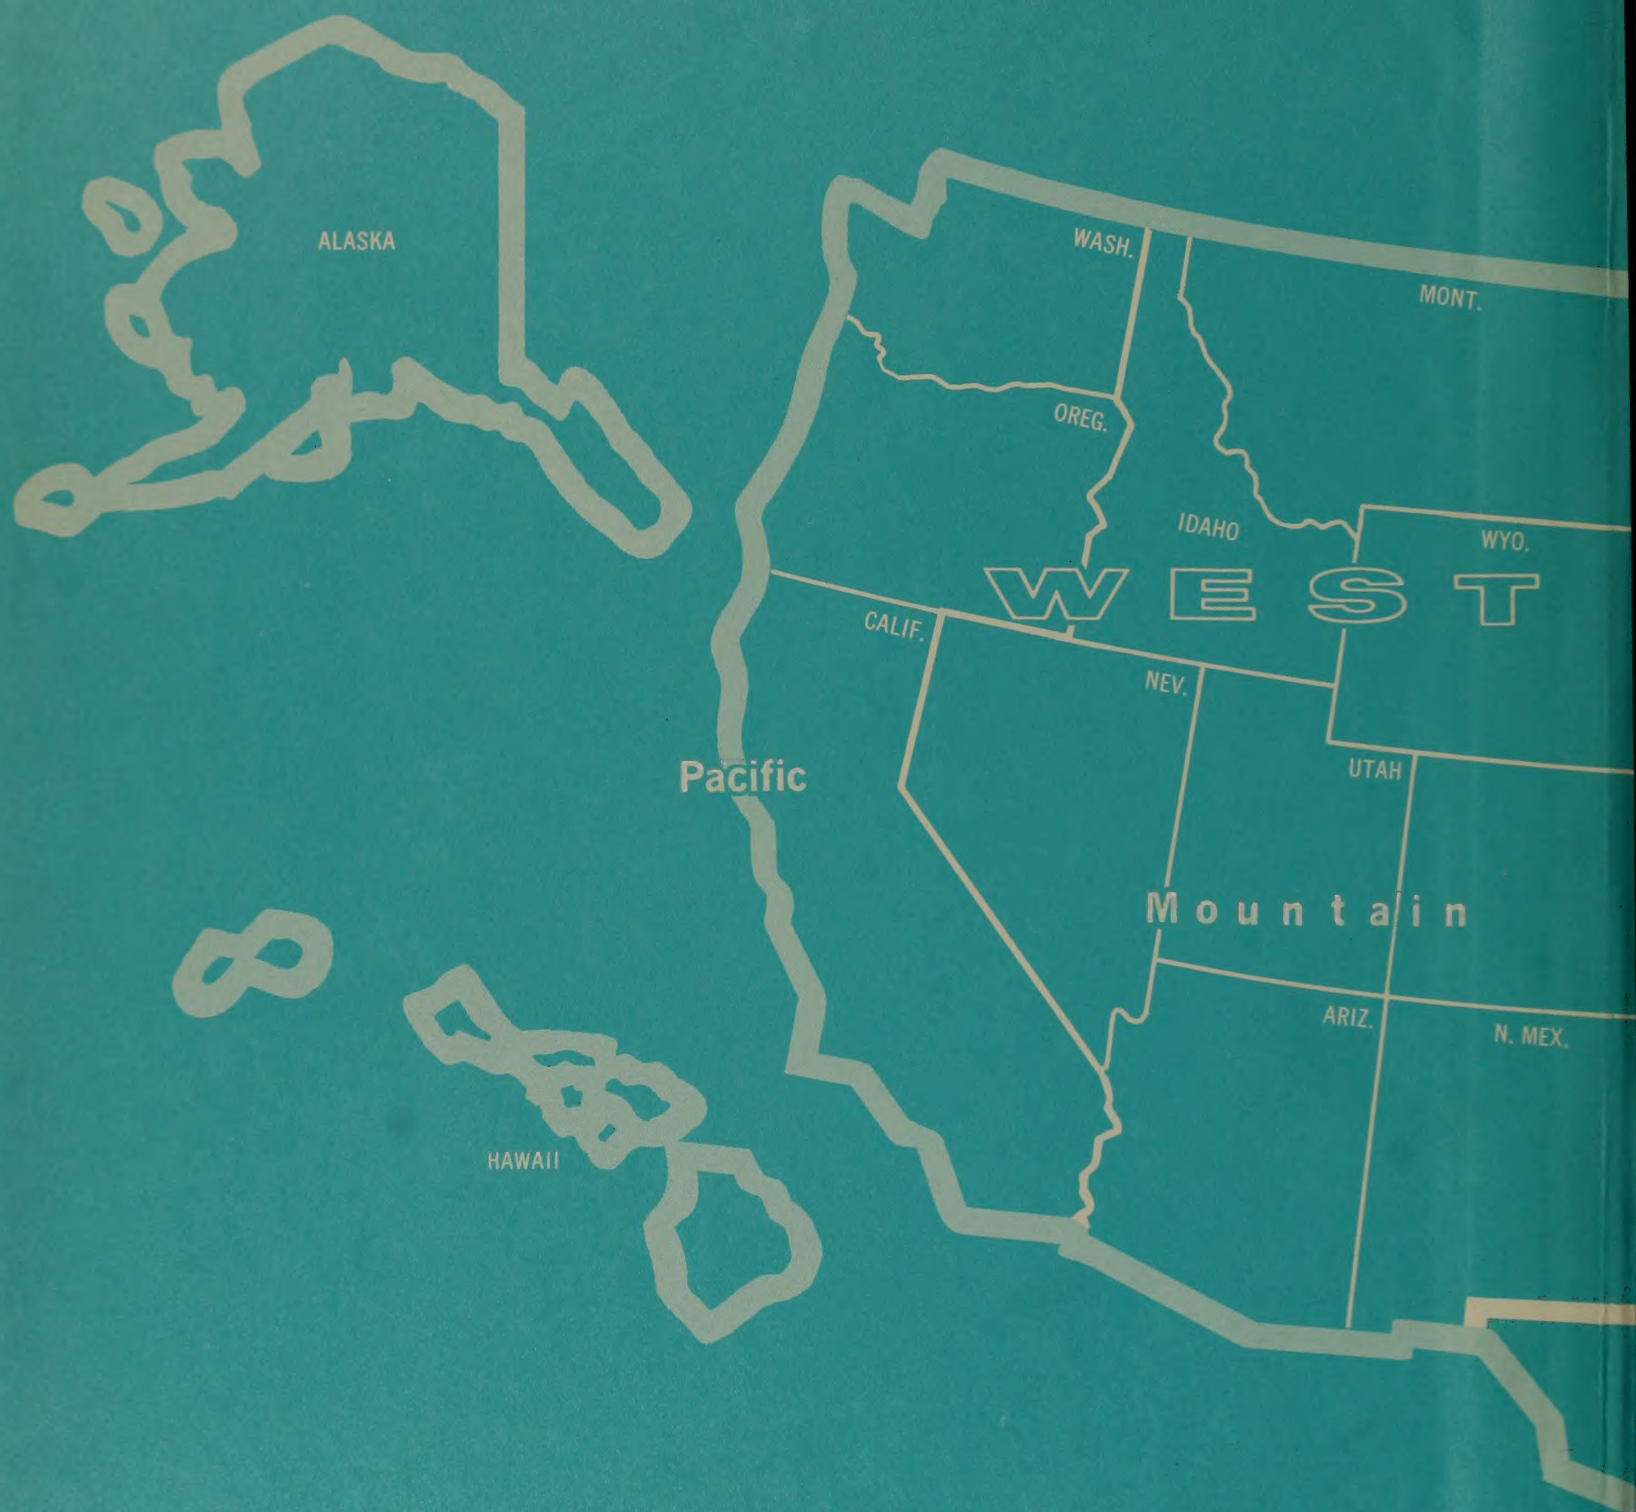 ALASKA
WASH.
MONT.
OREG.
IDAHO
WYO.
WEST
CALIF.
NEV.
UTAH
Pacific
Mountain
ARIZ.
N. MEX.
HAWAII